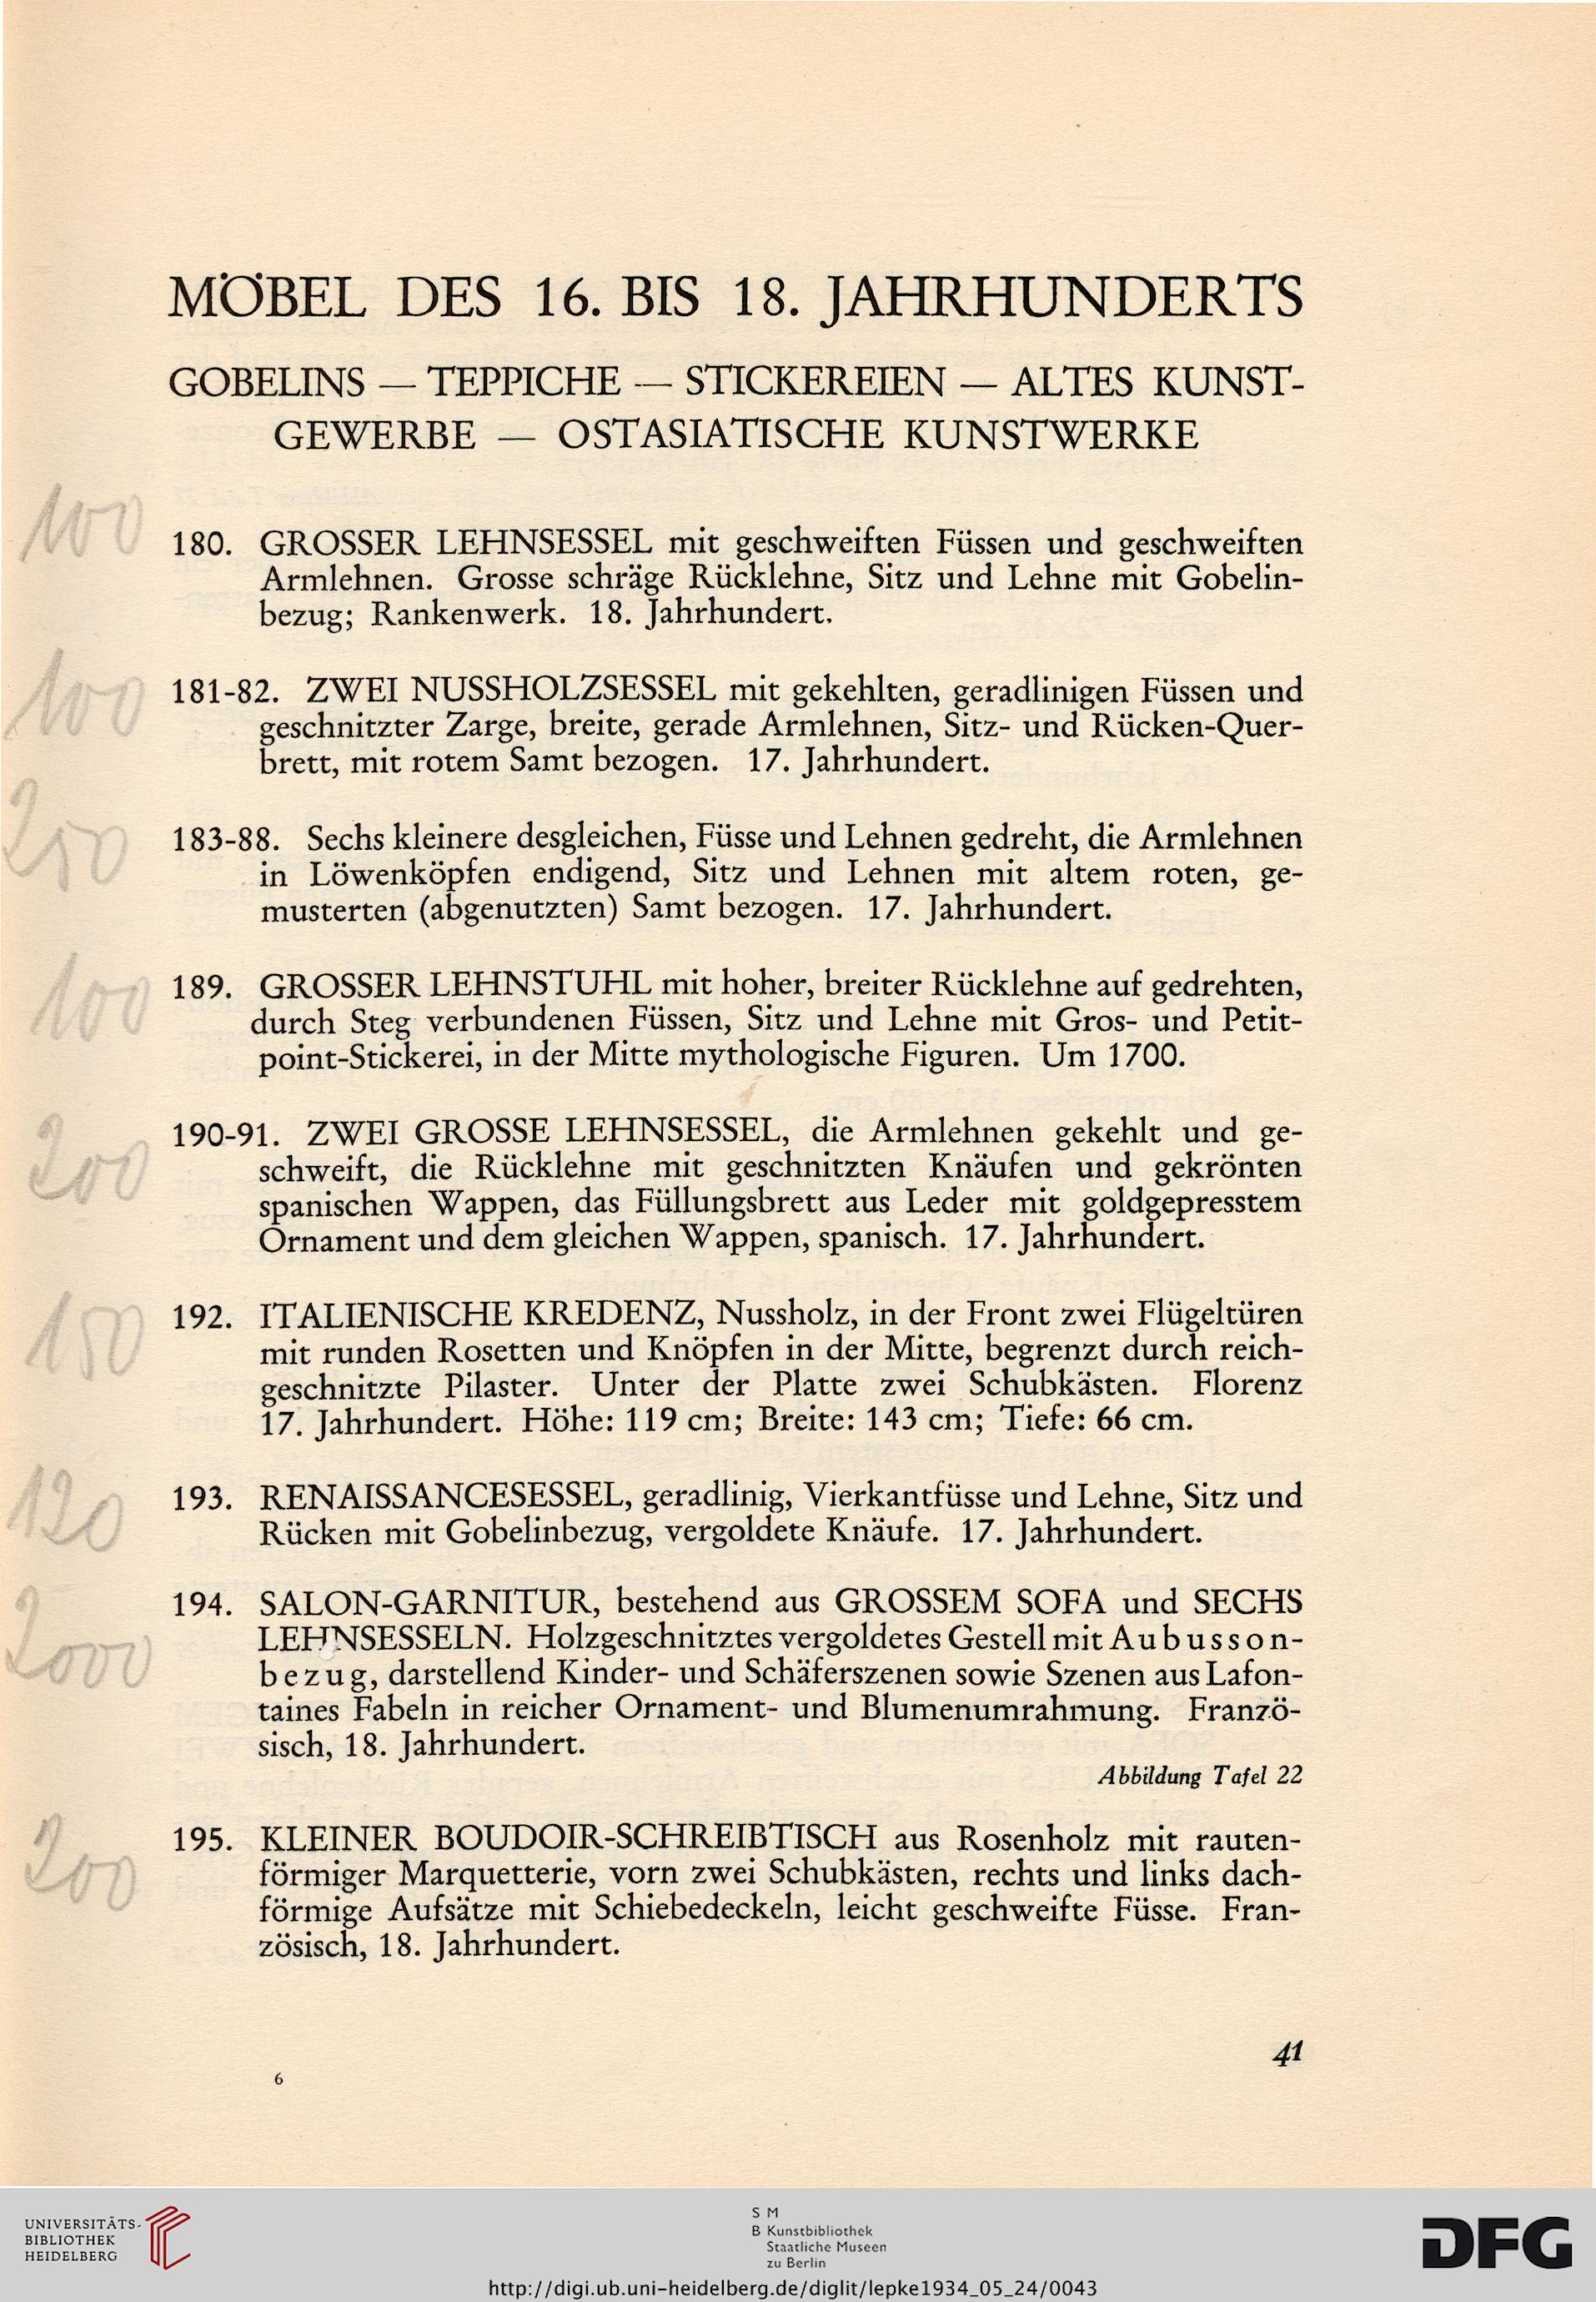 MÖBEL DES 16. BIS 18. JAHRHUNDERTS
GOBELINS — TEPPICHE — STICKEREIEN — ALTES KUNST-
GEWERBE — OSTASIATISCHE KUNSTWERKE
100
180. GROSSER LEHNSESSEL mit geschweiften Füssen und geschweiften
Armlehnen. Grosse schräge Rücklehne, Sitz und Lehne mit Gobelin-
bezug; Rankenwerk. 18. Jahrhundert.
100
181-82. ZWEI NUSSHOLZSESSEL mit gekehlten, geradlinigen Füssen und
geschnitzter Zarge, breite, gerade Armlehnen, Sitz- und Rücken-Quer-
brett, mit rotem Samt bezogen. 17. Jahrhundert.
250
183-88. Sechs kleinere desgleichen, Füsse und Lehnen gedreht, die Armlehnen
in Löwenköpfen endigend, Sitz und Lehnen mit altem roten, ge-
musterten (abgenutzten) Samt bezogen. 17. Jahrhundert.
100
189. GROSSER LEHNSTUHL mit hoher, breiter Rücklehne auf gedrehten,
durch Steg verbundenen Füssen, Sitz und Lehne mit Gros- und Petit-
point-Stickerei, in der Mitte mythologische Figuren. Um 1700.
200
190-91. ZWEI GROSSE LEHNSESSEL, die Armlehnen gekehlt und ge-
schweift, die Rücklehne mit geschnitzten Knäufen und gekrönten
spanischen Wappen, das Füllungsbrett aus Leder mit goldgepresstem
Ornament und dem gleichen Wappen, spanisch. 17. Jahrhundert.
150
192. ITALIENISCHE KREDENZ, Nussholz, in der Front zwei Flügeltüren
mit runden Rosetten und Knöpfen in der Mitte, begrenzt durch reich-
geschnitzte Pilaster. Unter der Platte zwei Schubkästen. Florenz
17. Jahrhundert. Höhe: 119 cm; Breite: 143 cm; Tiefe: 66 cm.
120
193. RENAISSANCESESSEL, geradlinig, Vierkantfüsse und Lehne, Sitz und
Rücken mit Gobelinbezug, vergoldete Knäufe. 17. Jahrhundert.
2000
194. SALON-GARNITUR, bestehend aus GROSSEM SOFA und SECHS
LEHNSESSELN. Holzgeschnitztes vergoldetes Gestell mit Aubusson-
bezug, darstellend Kinder- und Schäferszenen sowie Szenen aus Lafon-
taines Fabeln in reicher Ornament- und Blumenumrahmung. Franzö-
sisch, 18. Jahrhundert.
Abbildung Tafel 22
200
195. KLEINER BOUDOIR-SCHREIBTISCH aus Rosenholz mit rauten-
förmiger Marquetterie, vorn zwei Schubkästen, rechts und links dach-
förmige Aufsätze mit Schiebedeckeln, leicht geschweifte Füsse. Fran-
zösisch, 18. Jahrhundert.
41
6
UNIVERSITÄTS-
BIBLIOTHEK
HEIDELBERG
S M
B Kunstbibliothek
Staatliche Museen
zu Berlin
DFG
http://digi.ub.uni-heidelberg.de/diglit/lepke1934_05_24/0043